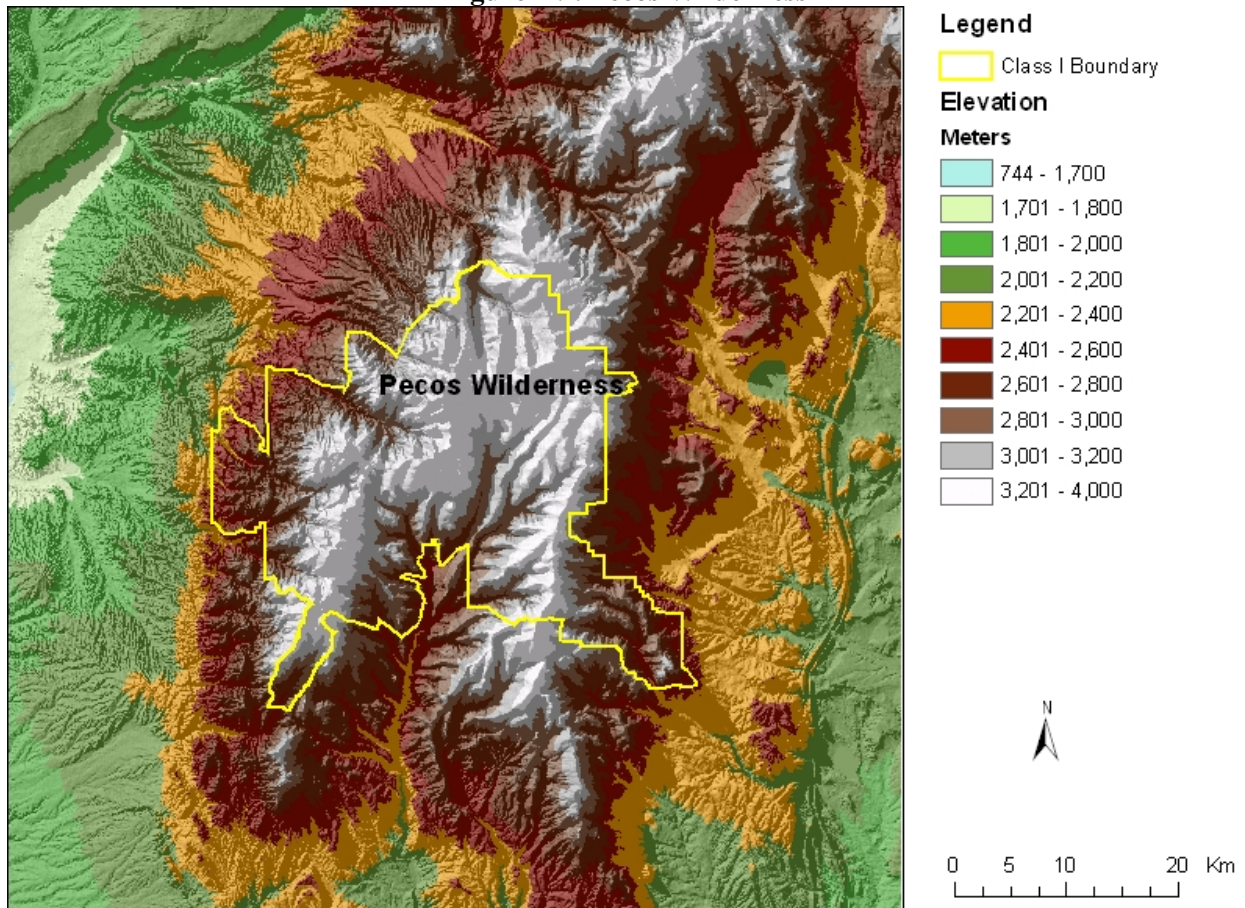 Legend
Class I Boundary
Elevation
Meters
744 - 1,700
1,701 - 1,800
1,801 - 2,000
2,001 - 2,200
2,201 - 2,400
2,401 - 2,600
2,601 - 2,800
2,801 - 3,000
3,001 - 3,200
3,201 - 4,000
Pecos Wilderness
N
0 5 10 20 Km